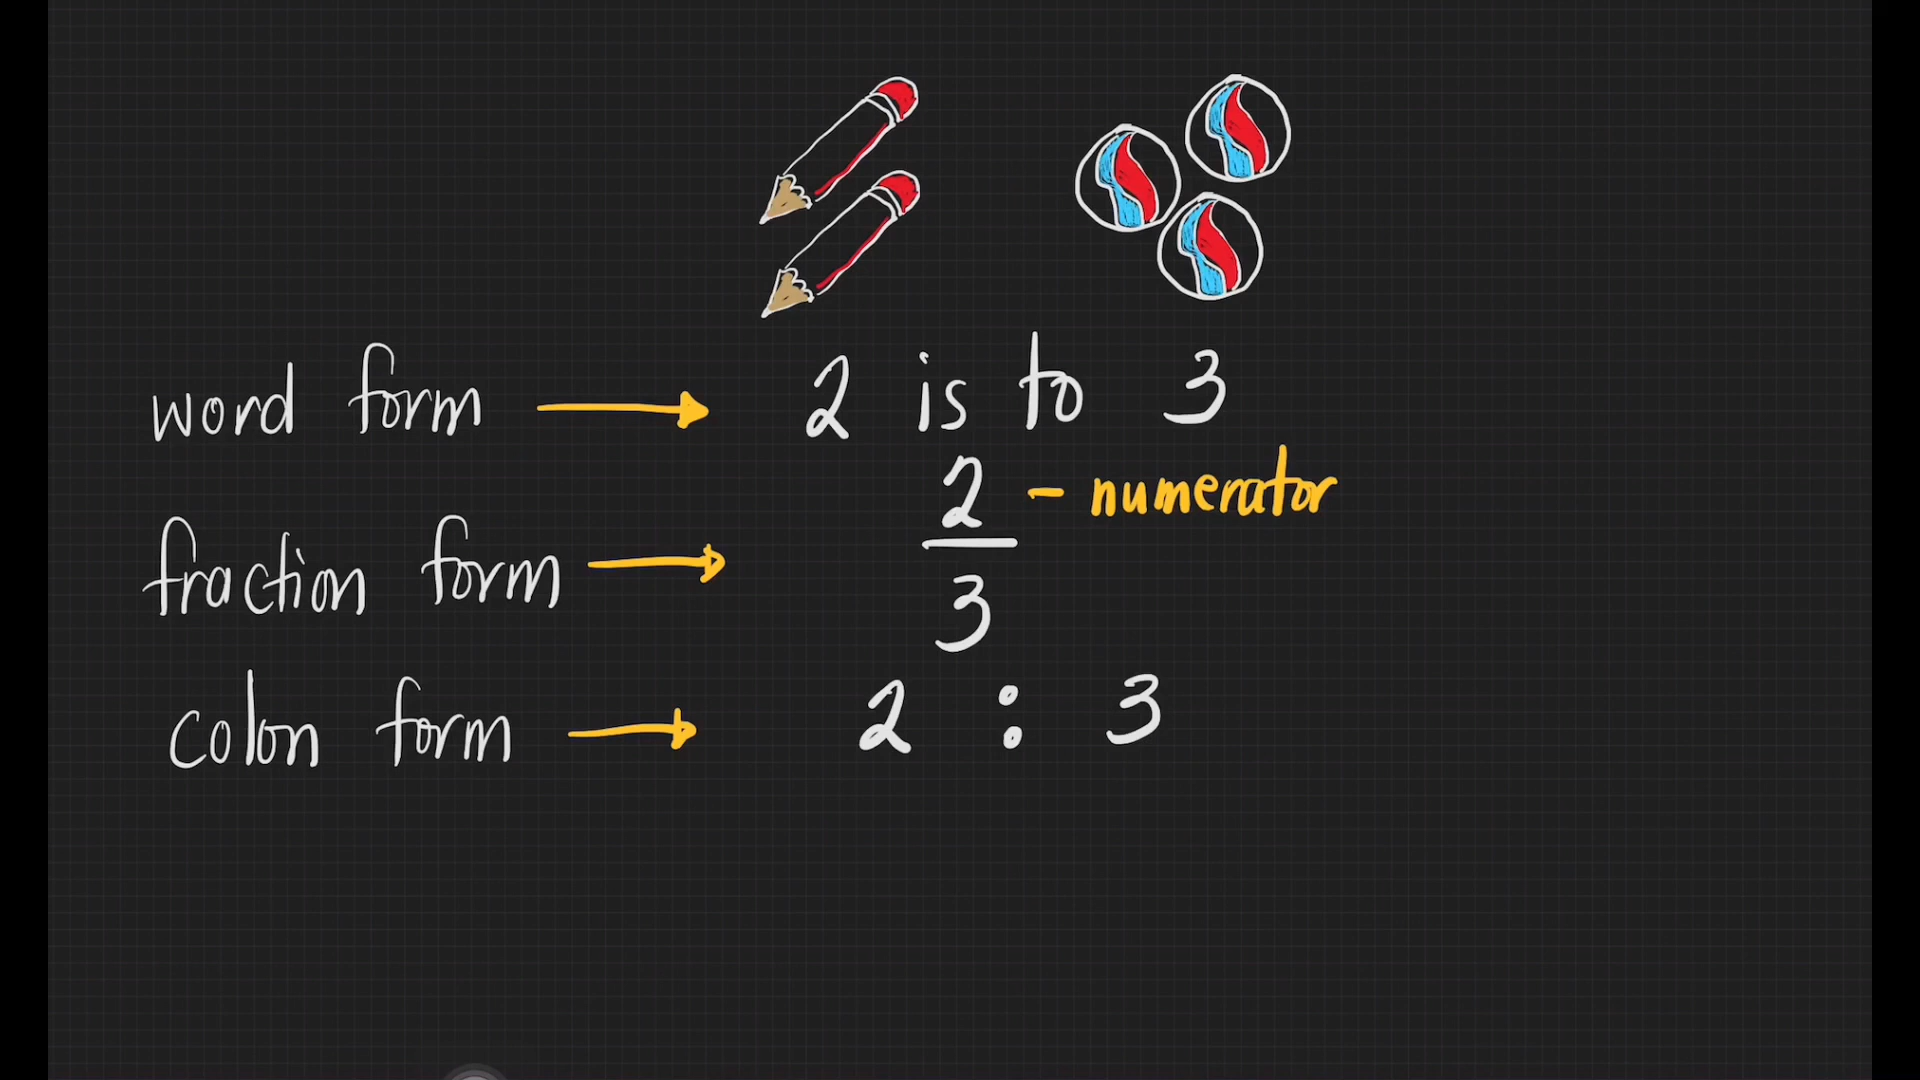 word form → 2 is to 3
2 - numerator
fraction form →
3
colon form → 2 : 3